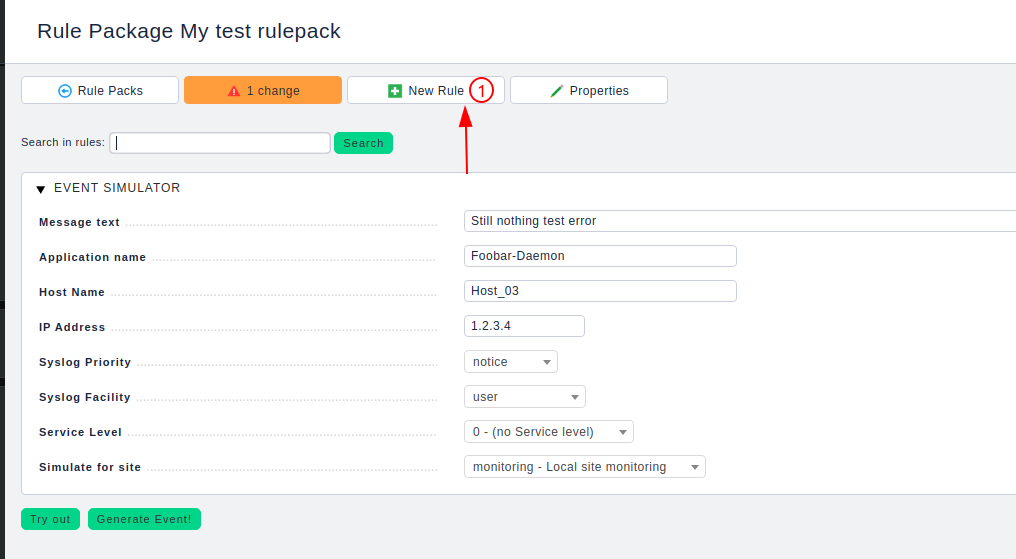 Rule Package My test rulepack
Rule Packs 1 change New Rule 1 Properties
Search in rules: Search
EVENT SIMULATOR
Message text Still nothing test error
Application name Foobar-Daemon
Host Name Host_03
IP Address 1.2.3.4
Syslog Priority notice
Syslog Facility user
Service Level 0 - (no Service level)
Simulate for site monitoring - Local site monitoring
Try out Generate Event!